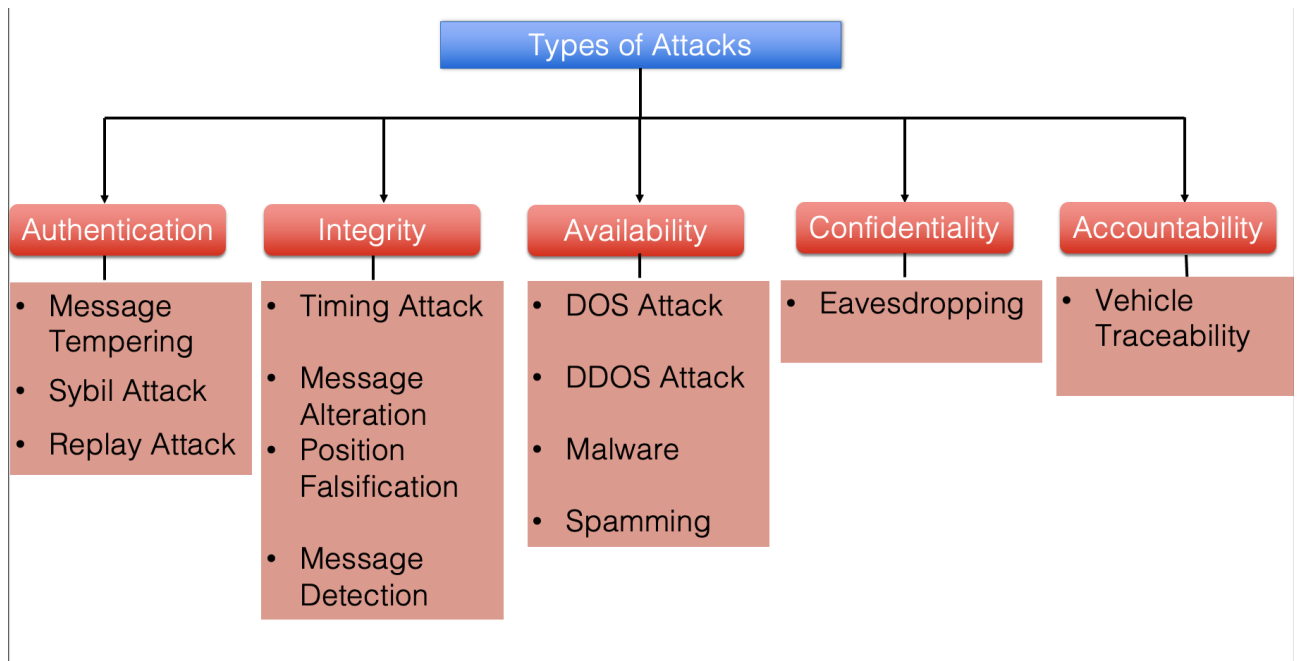 Types of Attacks
Authentication
• Message
Tempering
• Sybil Attack
• Replay Attack
Integrity
• Timing Attack
• Message
Alteration
• Position
Falsification
• Message
Detection
Availability
• DOS Attack
• DDOS Attack
• Malware
• Spamming
Confidentiality
• Eavesdropping
Accountability
• Vehicle
Traceability